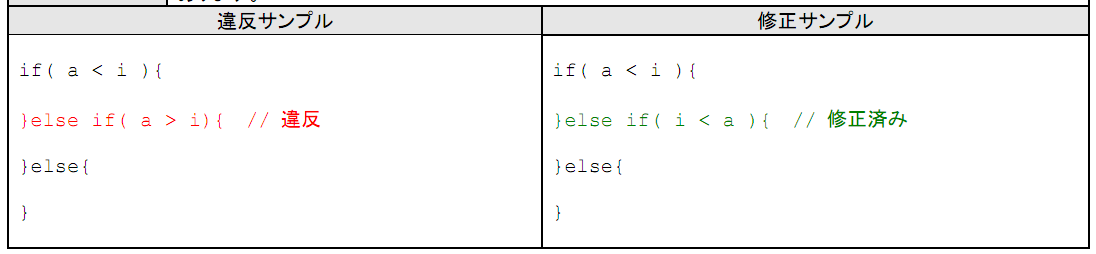 違反サンプル
修正サンプル
if( a < i ){
}else if( a > i){  // 違反
}else{
}
if( a < i ){
}else if( i < a ){  // 修正済み
}else{
}